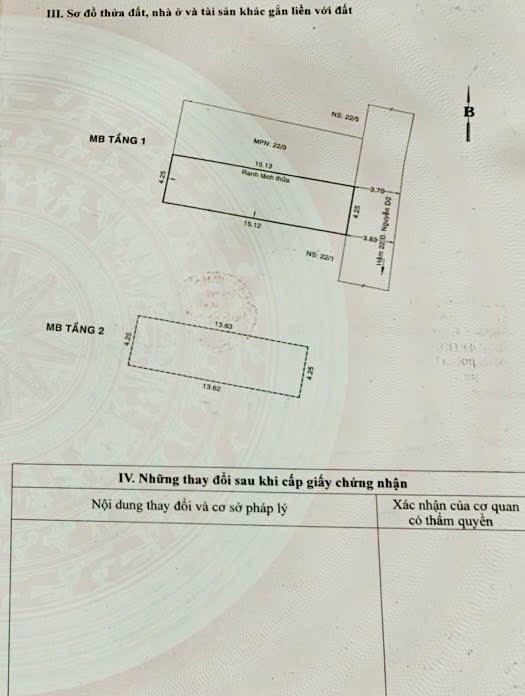 III. Sơ đồ thửa đất, nhà ở và tài sản khác gắn liền với đất
B
NS: 22/5
MB TẦNG 1
MPN: 22/3
15.13
Ranh tách thửa
4.25
3.70
4.25
15.12
3.83
Hẻm 22 Đ. Nguyễn Du
NS: 22/1
MB TẦNG 2
13.63
4.25
4.25
13.62
IV. Những thay đổi sau khi cấp giấy chứng nhận
Nội dung thay đổi và cơ sở pháp lý
Xác nhận của cơ quan
có thẩm quyền